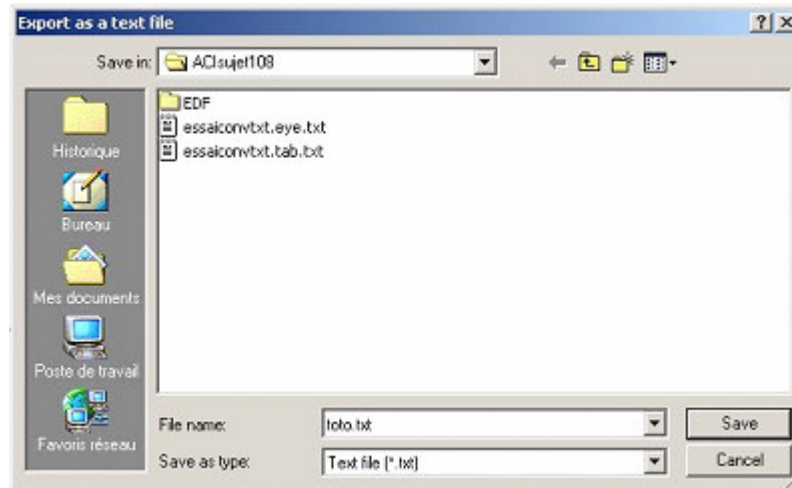 Export as a text file
Save in: ACIsujet108
EDF
essaiconvtxt.eye.txt
essaiconvtxt.tab.txt
Historique
Bureau
Mes documents
Poste de travail
Favoris réseau
File name: toto.txt Save
Save as type: Text file (*.txt) Cancel